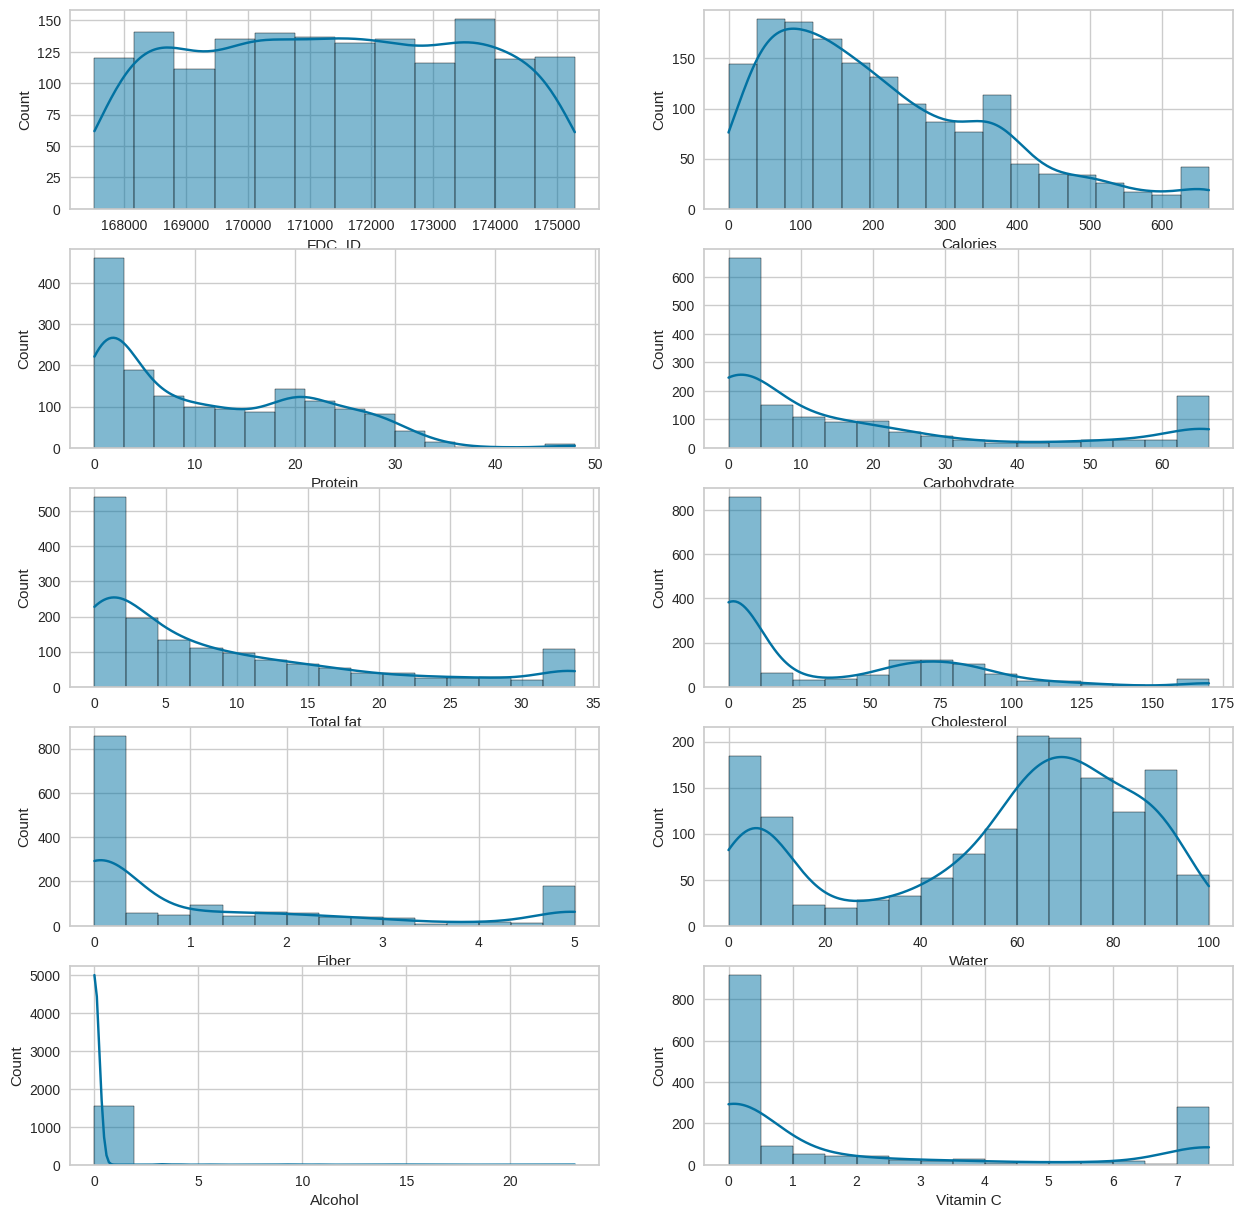 150
125
100
75
50
25
0
Count
168000 169000 170000 171000 172000 173000 174000 175000
FDC_ID
150
100
50
0
Count
0 100 200 300 400 500 600
Calories
400
300
200
100
0
Count
0 10 20 30 40 50
Protein
600
500
400
300
200
100
0
Count
0 10 20 30 40 50 60
Carbohydrate
500
400
300
200
100
0
Count
0 5 10 15 20 25 30 35
Total fat
800
600
400
200
0
Count
0 25 50 75 100 125 150 175
Cholesterol
800
600
400
200
0
Count
0 1 2 3 4 5
Fiber
200
150
100
50
0
Count
0 20 40 60 80 100
Water
5000
4000
3000
2000
1000
0
Count
0 5 10 15 20
Alcohol
800
600
400
200
0
Count
0 1 2 3 4 5 6 7
Vitamin C